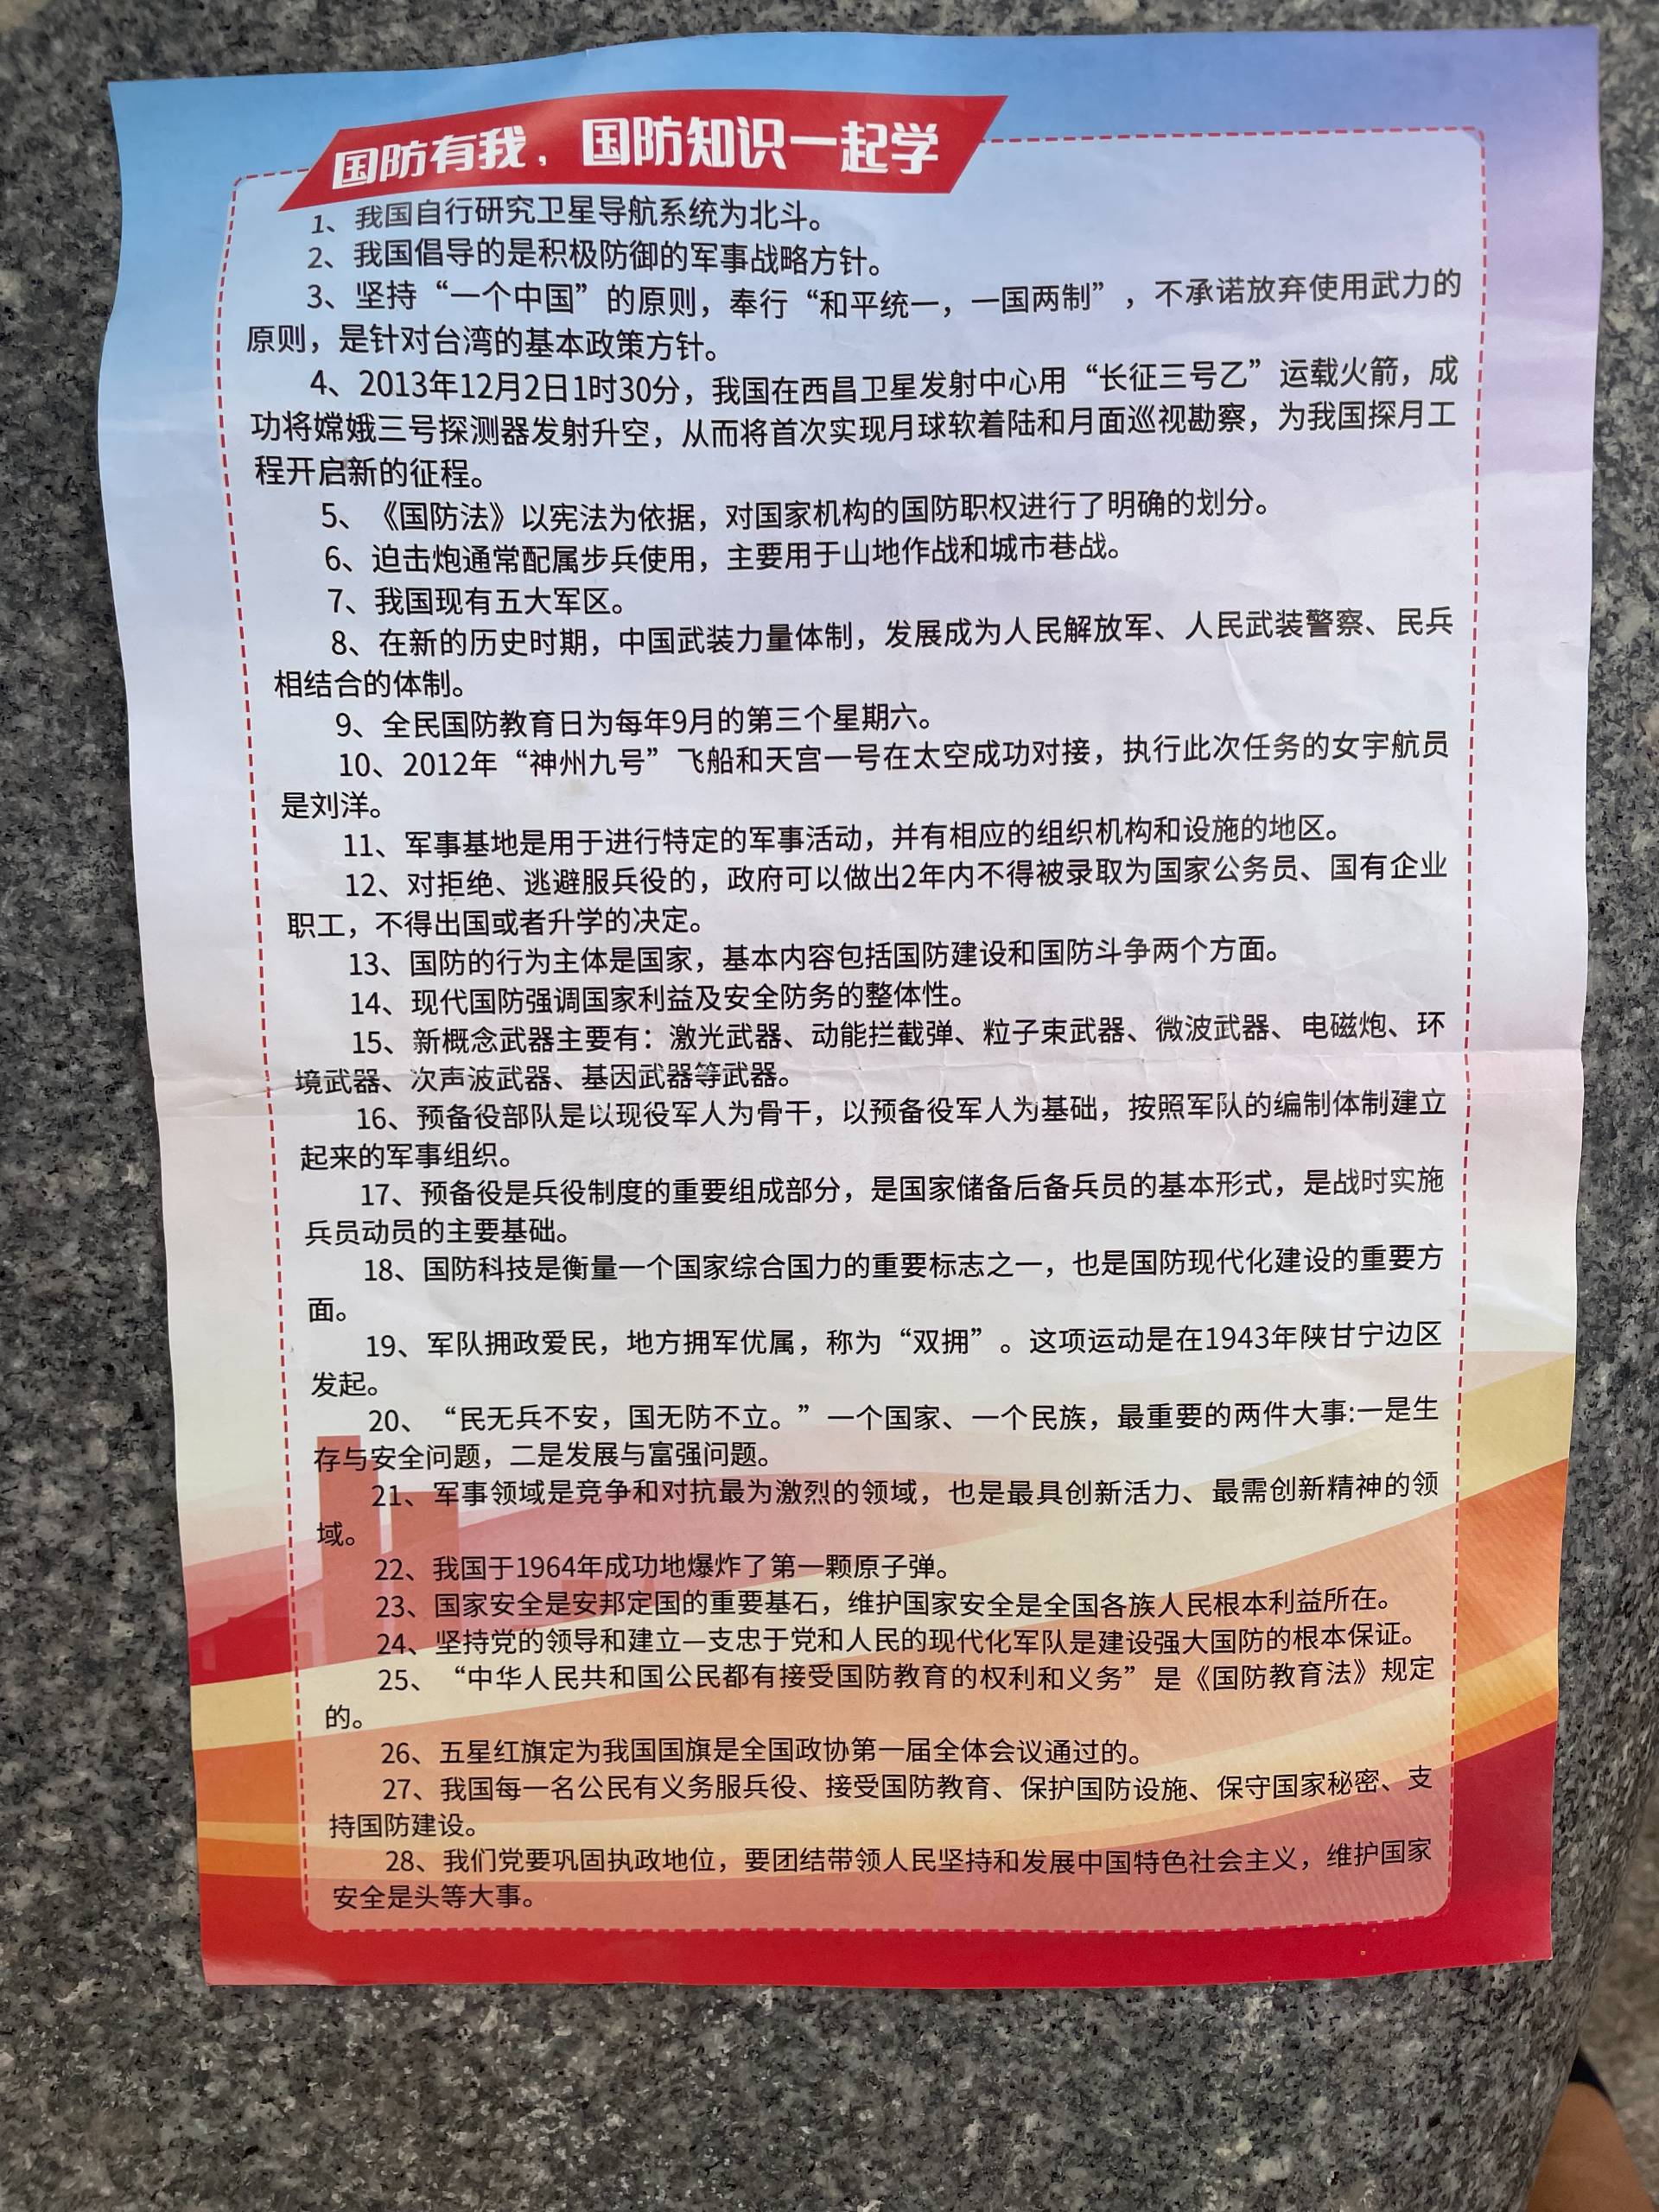 国防有我，国防知识一起学
1、我国自行研究卫星导航系统为北斗。
2、我国倡导的是积极防御的军事战略方针。
3、坚持“一个中国”的原则，奉行“和平统一，一国两制”，不承诺放弃使用武力的
原则，是针对台湾的基本政策方针。
4、2013年12月2日1时30分，我国在西昌卫星发射中心用“长征三号乙”运载火箭，成
功将嫦娥三号探测器发射升空，从而将首次实现月球软着陆和月面巡视勘察，为我国探月工
程开启新的征程。
5、《国防法》以宪法为依据，对国家机构的国防职权进行了明确的划分。
6、迫击炮通常配属步兵使用，主要用于山地作战和城市巷战。
7、我国现有五大军区。
8、在新的历史时期，中国武装力量体制，发展成为人民解放军、人民武装警察、民兵
相结合的体制。
9、全民国防教育日为每年9月的第三个星期六。
10、2012年“神州九号”飞船和天宫一号在太空成功对接，执行此次任务的女宇航员
是刘洋。
11、军事基地是用于进行特定的军事活动，并有相应的组织机构和设施的地区。
12、对拒绝、逃避服兵役的，政府可以做出2年内不得被录取为国家公务员、国有企业
职工，不得出国或者升学的决定。
13、国防的行为主体是国家，基本内容包括国防建设和国防斗争两个方面。
14、现代国防强调国家利益及安全防务的整体性。
15、新概念武器主要有：激光武器、动能拦截弹、粒子束武器、微波武器、电磁炮、环
境武器、次声波武器、基因武器等武器。
16、预备役部队是以现役军人为骨干，以预备役军人为基础，按照军队的编制体制建立
起来的军事组织。
17、预备役是兵役制度的重要组成部分，是国家储备后备兵员的基本形式，是战时实施
兵员动员的主要基础。
18、国防科技是衡量一个国家综合国力的重要标志之一，也是国防现代化建设的重要方
面。
19、军队拥政爱民，地方拥军优属，称为“双拥”。这项运动是在1943年陕甘宁边区
发起。
20、“民无兵不安，国无防不立。”一个国家、一个民族，最重要的两件大事:一是生
存与安全问题，二是发展与富强问题。
21、军事领域是竞争和对抗最为激烈的领域，也是最具创新活力、最需创新精神的领
域。
22、我国于1964年成功地爆炸了第一颗原子弹。
23、国家安全是安邦定国的重要基石，维护国家安全是全国各族人民根本利益所在。
24、坚持党的领导和建立—支忠于党和人民的现代化军队是建设强大国防的根本保证。
25、“中华人民共和国公民都有接受国防教育的权利和义务”是《国防教育法》规定
的。
26、五星红旗定为我国国旗是全国政协第一届全体会议通过的。
27、我国每一名公民有义务服兵役、接受国防教育、保护国防设施、保守国家秘密、支
持国防建设。
28、我们党要巩固执政地位，要团结带领人民坚持和发展中国特色社会主义，维护国家
安全是头等大事。